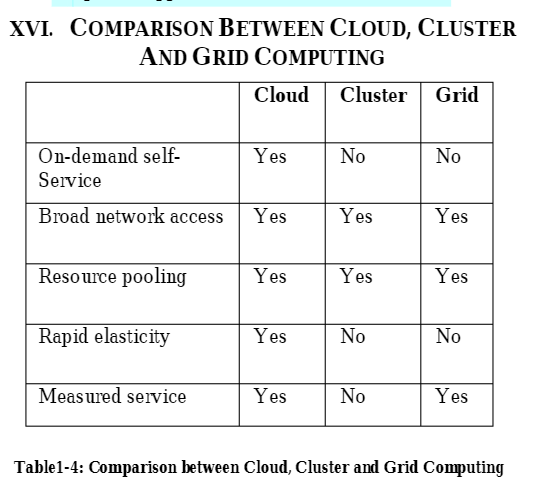 XVI. COMPARISON BETWEEN CLOUD, CLUSTER
AND GRID COMPUTING
Cloud Cluster Grid
On-demand self- Yes No No
Service
Broad network access Yes Yes Yes
Resource pooling Yes Yes Yes
Rapid elasticity Yes No No
Measured service Yes No Yes
Table1-4: Comparison between Cloud, Cluster and Grid Computing